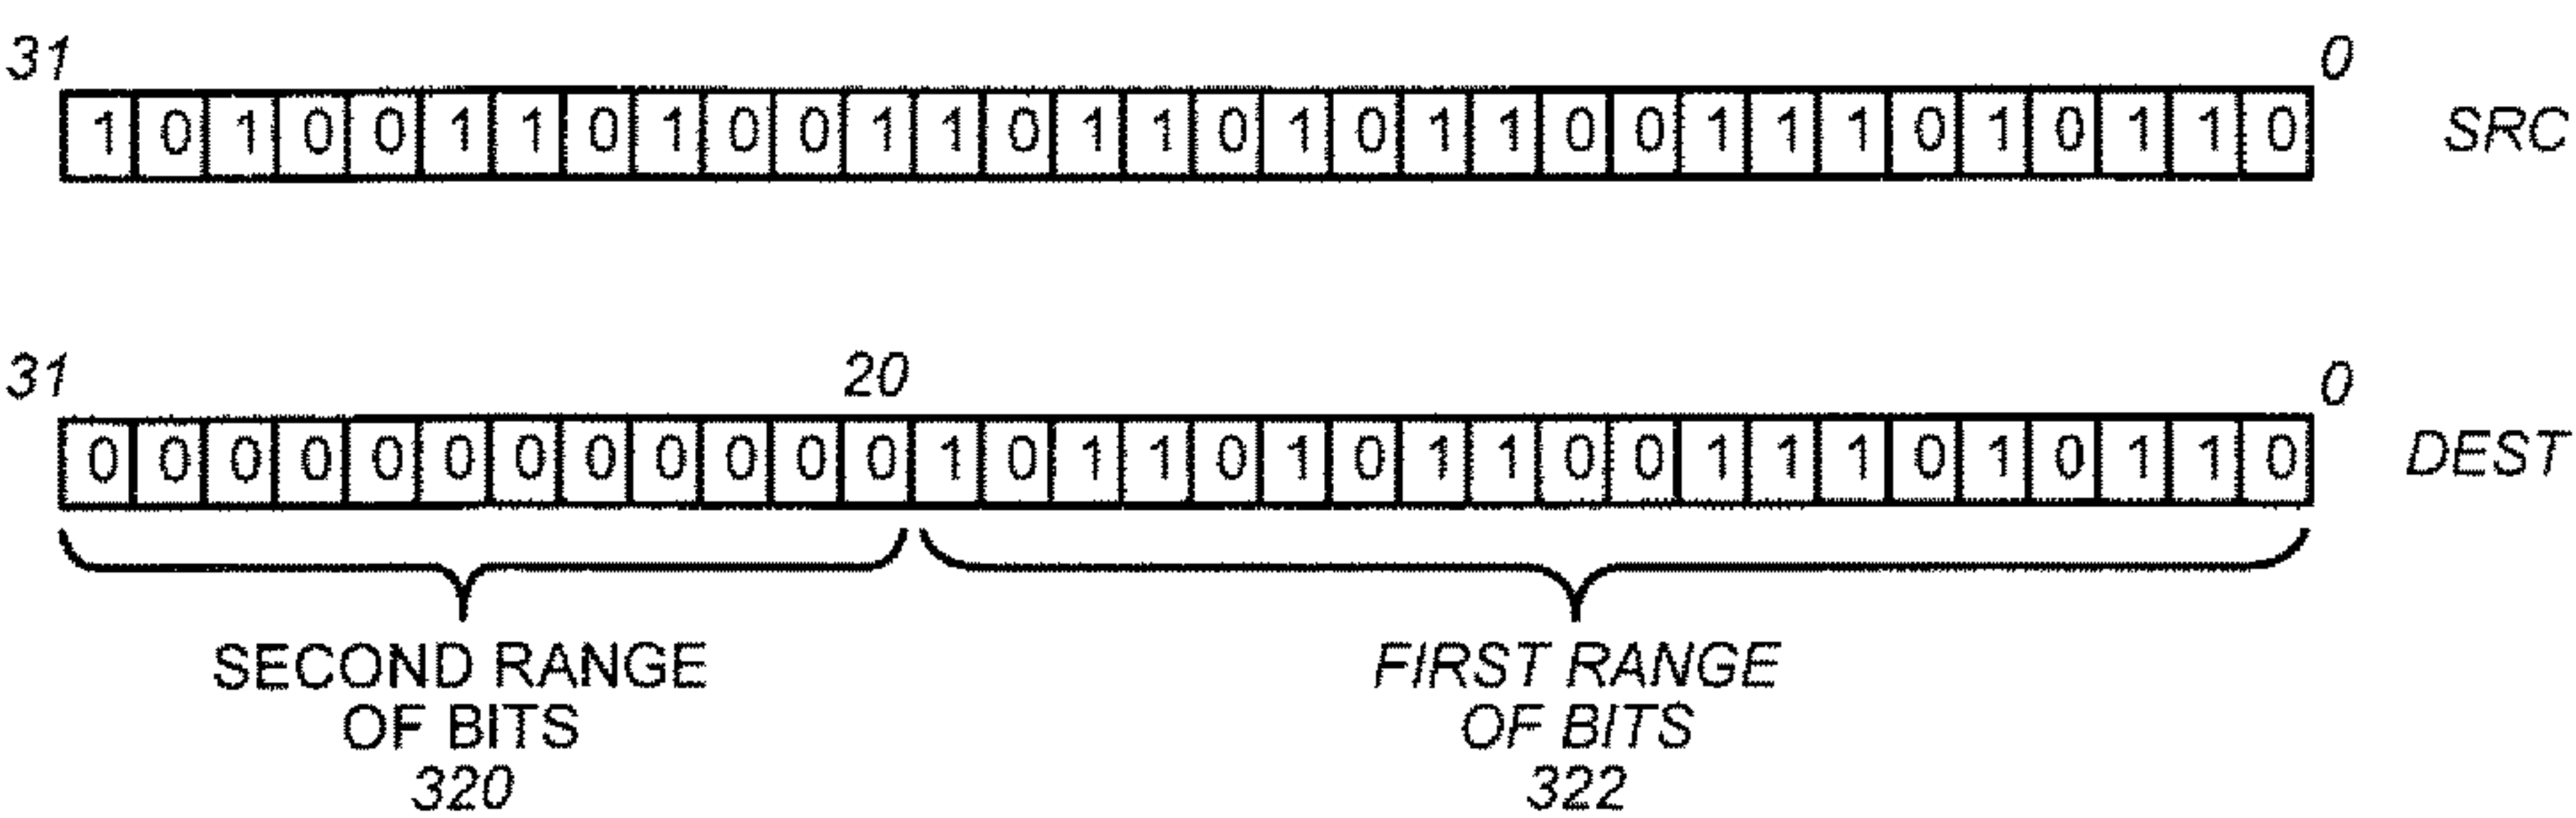 31 0
1 0 1 0 0 1 1 0 1 0 0 1 1 0 1 1 0 1 0 1 1 0 0 1 1 1 0 1 0 1 1 0 SRC
31 20 0
0 0 0 0 0 0 0 0 0 0 0 0 1 0 1 1 0 1 0 1 1 0 0 1 1 1 0 1 0 1 1 0 DEST
SECOND RANGE
OF BITS
320
FIRST RANGE
OF BITS
322